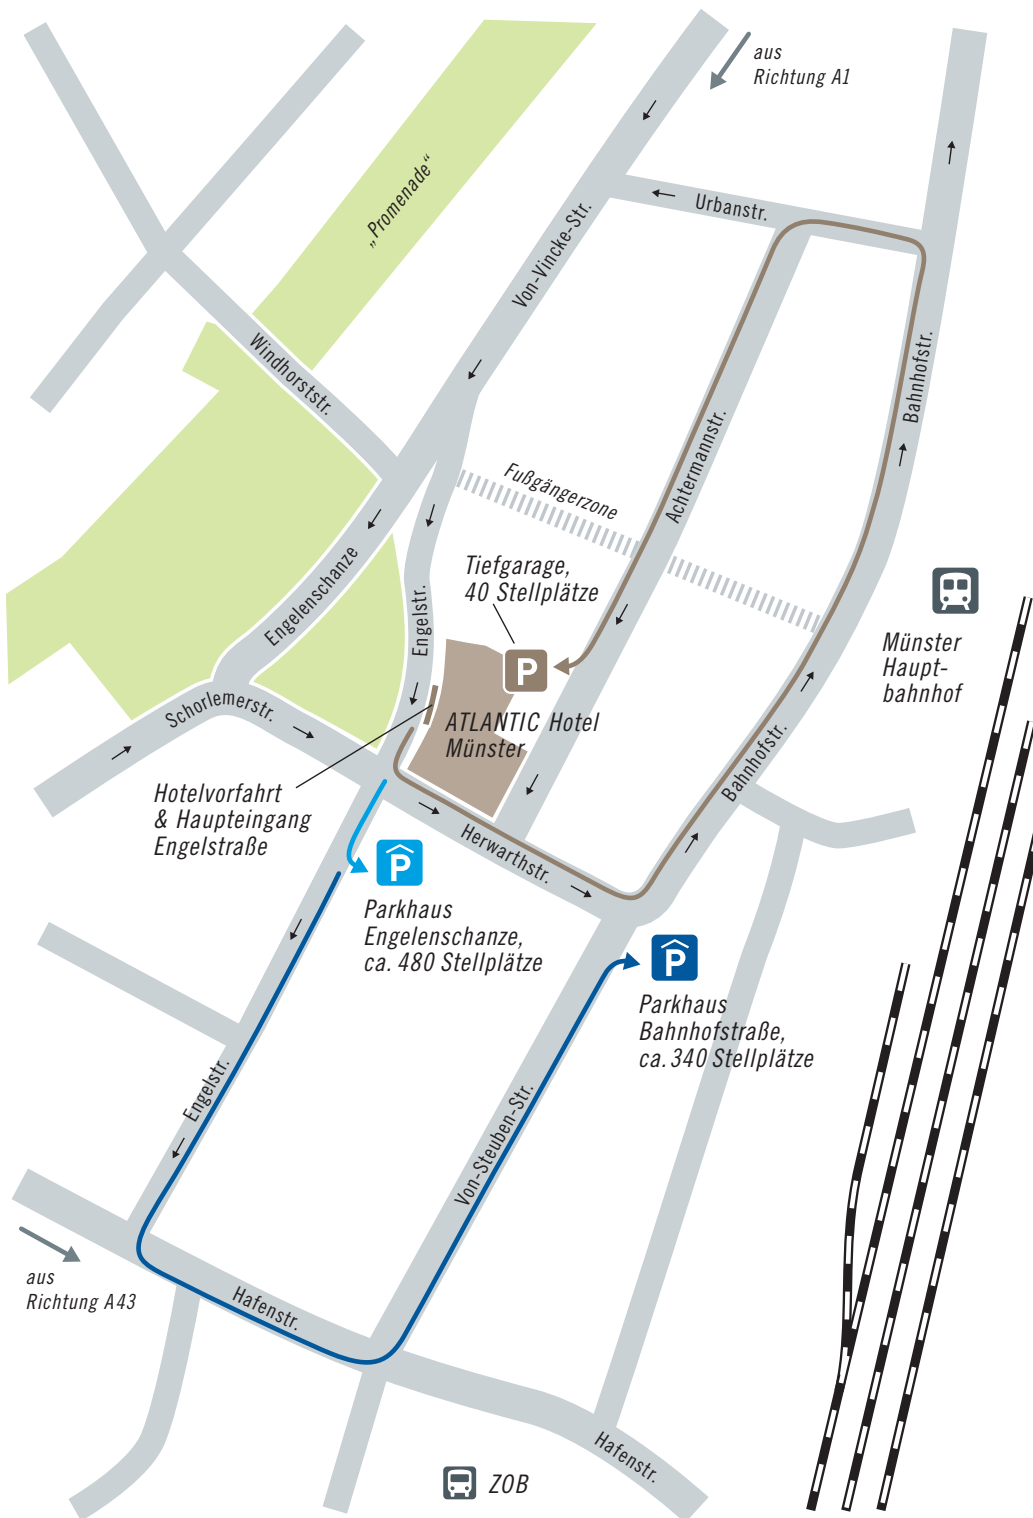 aus
Richtung A1
„Promenade“
Urbanstr.
Von-Vincke-Str.
Windhorststr.
Bahnhofstr.
Achtermannstr.
Fußgängerzone
Engelenschanze
Tiefgarage,
40 Stellplätze
P
Engelstr.
Münster
Haupt-
bahnhof
Schorlemerstr.
ATLANTIC Hotel
Münster
Bahnhofstr.
Hotelvorfahrt
& Haupteingang
Engelstraße
Herwarthstr.
P
Parkhaus
Engelenschanze,
ca. 480 Stellplätze
P
Parkhaus
Bahnhofstraße,
ca. 340 Stellplätze
Engelstr.
Von-Steuben-Str.
aus
Richtung A43
Hafenstr.
Hafenstr.
ZOB